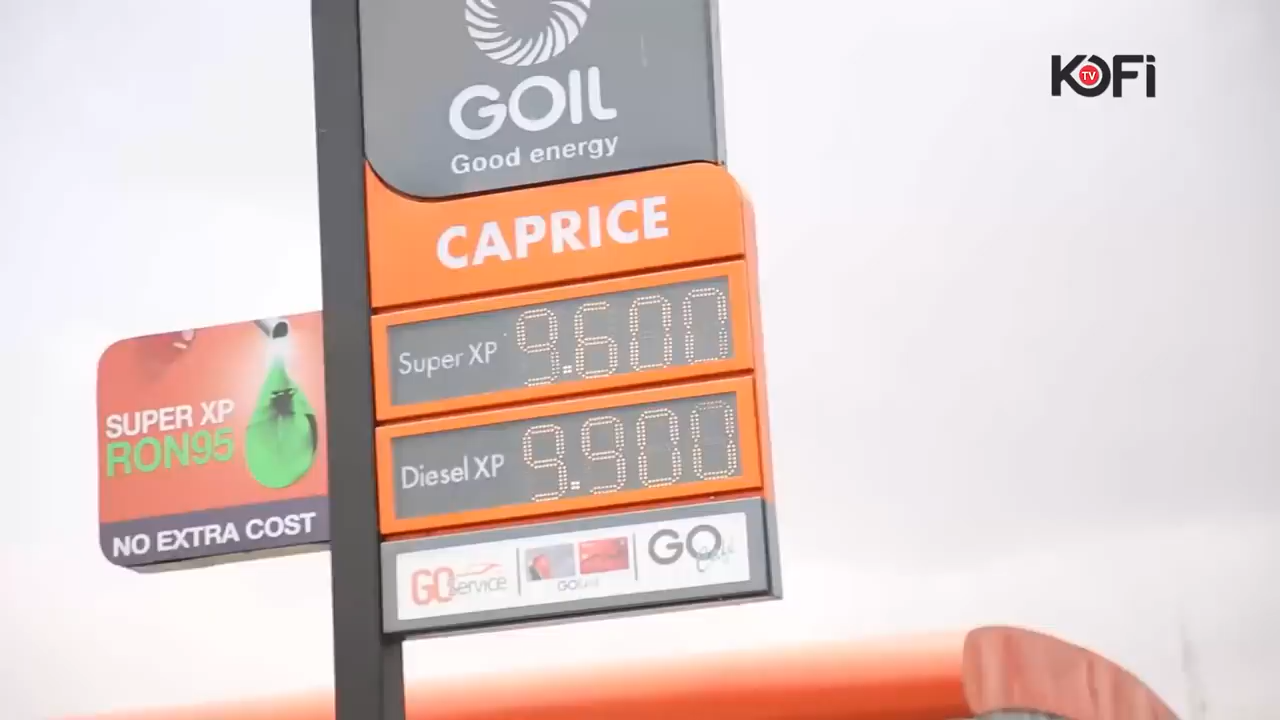 GOIL
Good energy
KOFI
TV
CAPRICE
Super XP 9.600
Diesel XP 9.900
SUPER XP
RON95
NO EXTRA COST
GO Service
GO